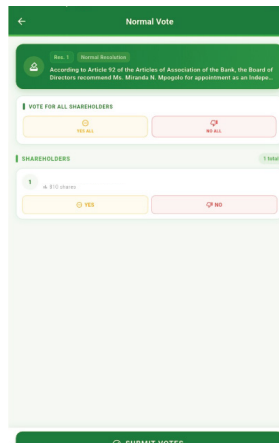 Normal Vote
Res. 1 Normal Resolution
According to Article 92 of the Articles of Association of the Bank, the Board of
Directors recommend Ms. Miranda N. Mpogolo for appointment as an Indepe...
VOTE FOR ALL SHAREHOLDERS
YES ALL
NO ALL
SHAREHOLDERS
1 total
1
810 shares
YES
NO
SUBMIT VOTES